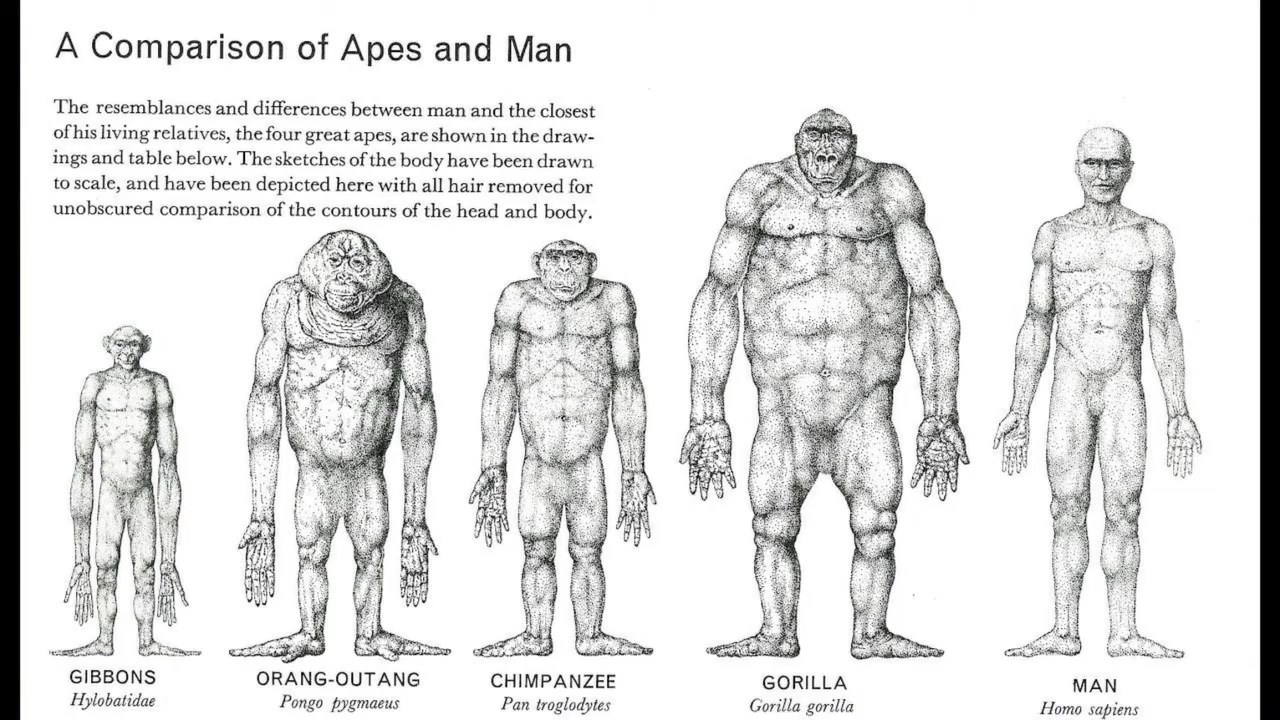 A Comparison of Apes and Man
The resemblances and differences between man and the closest
of his living relatives, the four great apes, are shown in the draw-
ings and table below. The sketches of the body have been drawn
to scale, and have been depicted here with all hair removed for
unobscured comparison of the contours of the head and body.
GIBBONS
Hylobatidae
ORANG-OUTANG
Pongo pygmaeus
CHIMPANZEE
Pan troglodytes
GORILLA
Gorilla gorilla
MAN
Homo sapiens